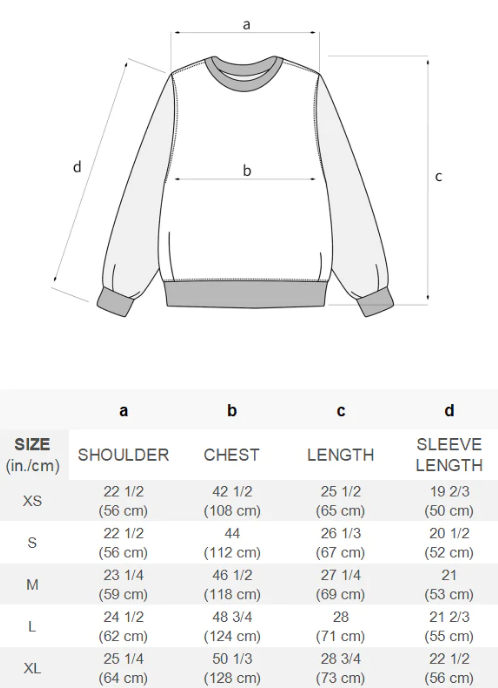 a
d
b
c
a b c d
SIZE (in./cm) SHOULDER CHEST LENGTH SLEEVE LENGTH
XS 22 1/2 (56 cm) 42 1/2 (108 cm) 25 1/2 (65 cm) 19 2/3 (50 cm)
S 22 1/2 (56 cm) 44 (112 cm) 26 1/3 (67 cm) 20 1/2 (52 cm)
M 23 1/4 (59 cm) 46 1/2 (118 cm) 27 1/4 (69 cm) 21 (53 cm)
L 24 1/2 (62 cm) 48 3/4 (124 cm) 28 (71 cm) 21 2/3 (55 cm)
XL 25 1/4 (64 cm) 50 1/3 (128 cm) 28 3/4 (73 cm) 22 1/2 (56 cm)